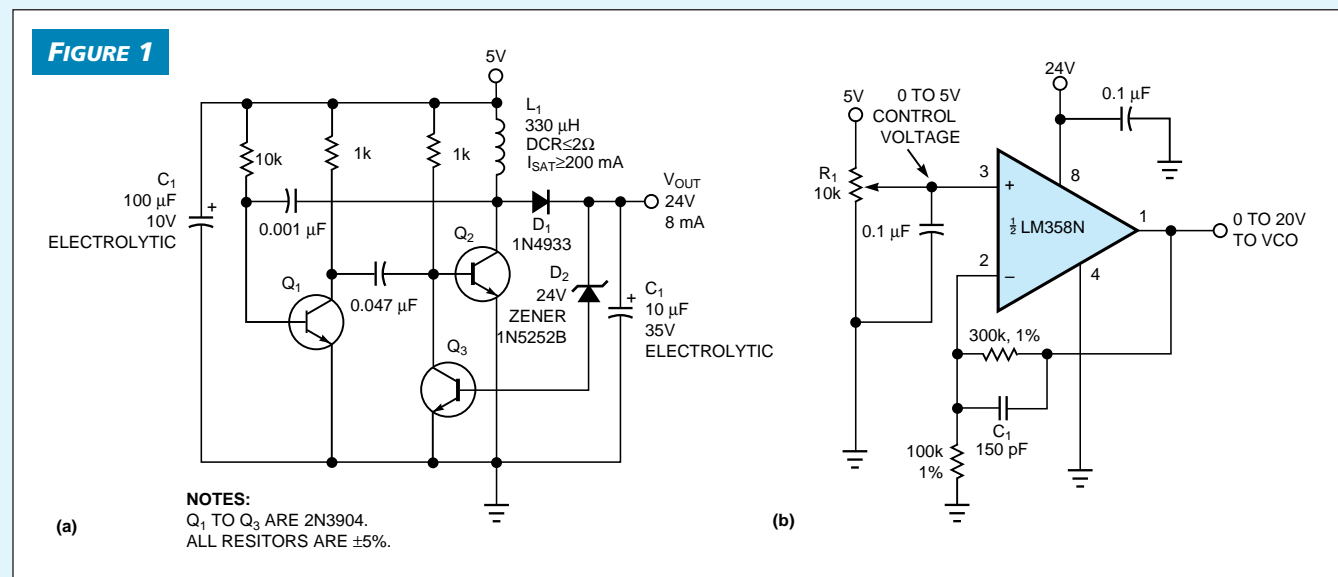 FIGURE 1
5V
L1
330 μH
DCR≤2Ω
ISAT≥200 mA
10k
1k
1k
C1
100 μF
10V
ELECTROLYTIC
+
0.001 μF
D1
1N4933
VOUT
24V
8 mA
Q1
0.047 μF
Q2
D2
24V
ZENER
1N5252B
+
C1
10 μF
35V
ELECTROLYTIC
Q3
NOTES:
Q1 TO Q3 ARE 2N3904.
ALL RESITORS ARE ±5%.
(a)
24V
0.1 μF
5V
0 TO 5V
CONTROL
VOLTAGE
R1
10k
0.1 μF
3
+
8
½ LM358N
1
0 TO 20V
TO VCO
2
–
4
300k, 1%
C1
150 pF
100k
1%
(b)